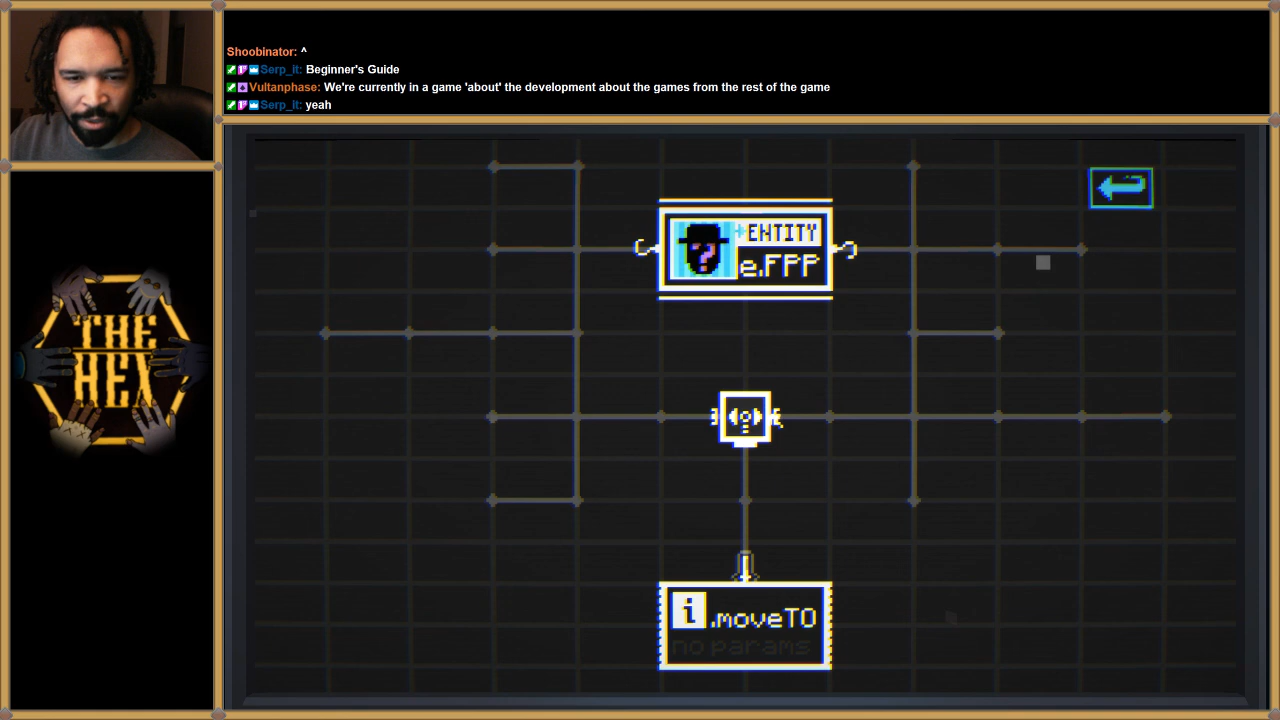 Shoobinator: ^
Serp_it: Beginner's Guide
Vultanphase: We're currently in a game 'about' the development about the games from the rest of the game
Serp_it: yeah
+ENTITY
e.FPP
?
THE
HEX
i .moveTO
no params